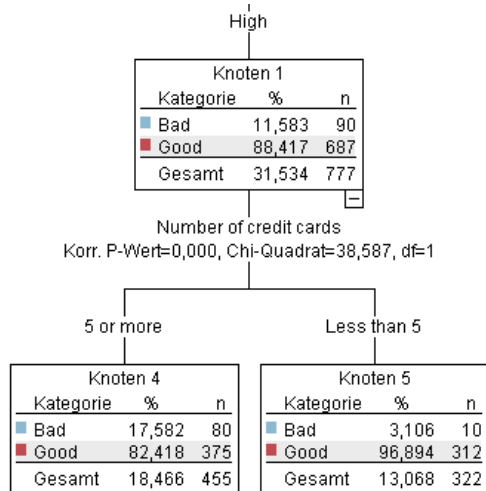 High
Knoten 1
Kategorie % n
Bad 11,583 90
Good 88,417 687
Gesamt 31,534 777
Number of credit cards
Korr. P-Wert=0,000, Chi-Quadrat=38,587, df=1
5 or more Less than 5
Knoten 4 Knoten 5
Kategorie % n Kategorie % n
Bad 17,582 80 Bad 3,106 10
Good 82,418 375 Good 96,894 312
Gesamt 18,466 455 Gesamt 13,068 322